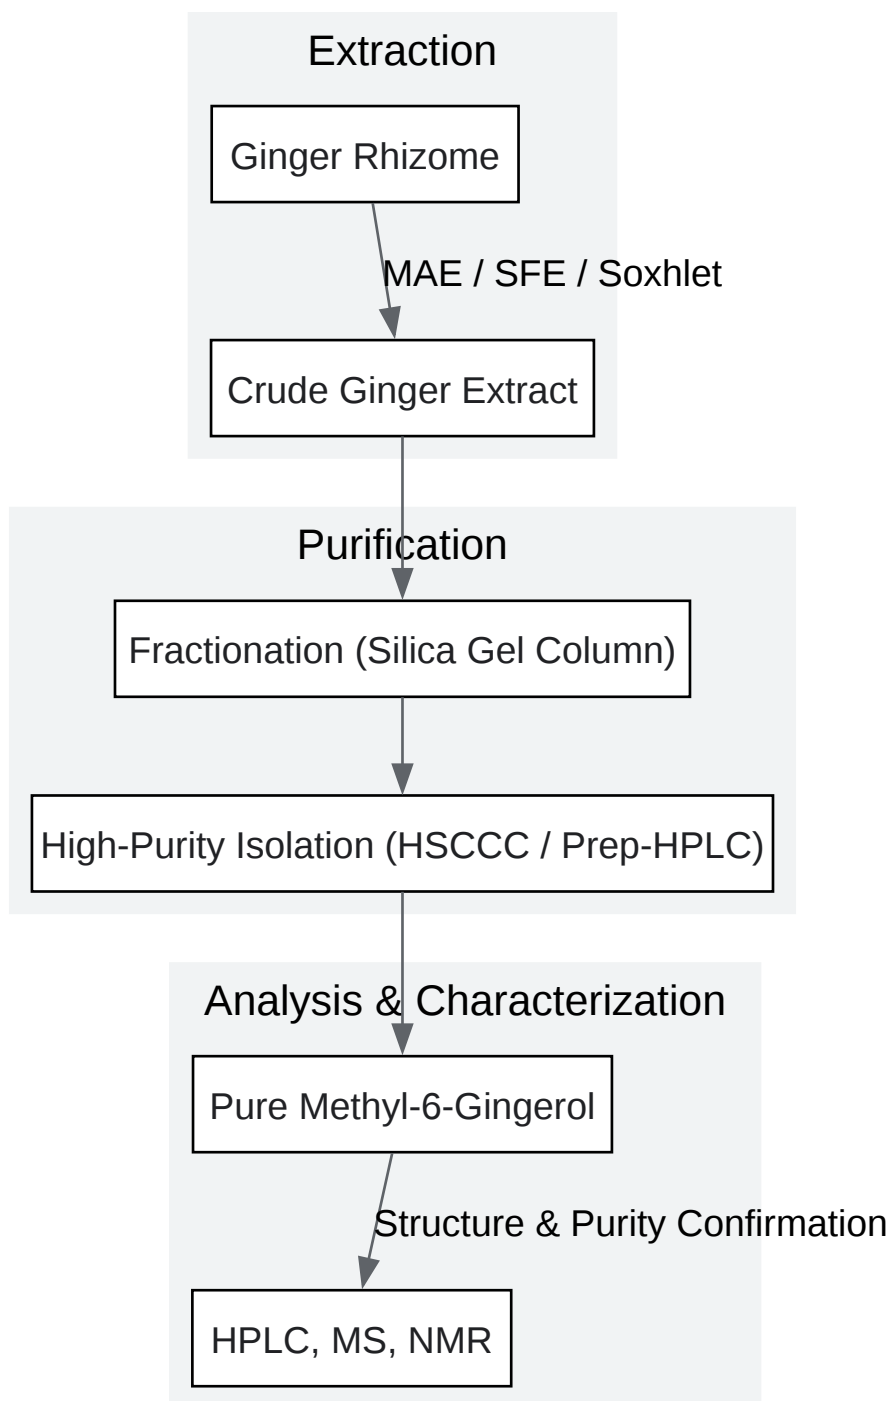 Extraction
Ginger Rhizome
MAE / SFE / Soxhlet
Crude Ginger Extract
Purification
Fractionation (Silica Gel Column)
High-Purity Isolation (HSCCC / Prep-HPLC)
Analysis & Characterization
Pure Methyl-6-Gingerol
Structure & Purity Confirmation
HPLC, MS, NMR